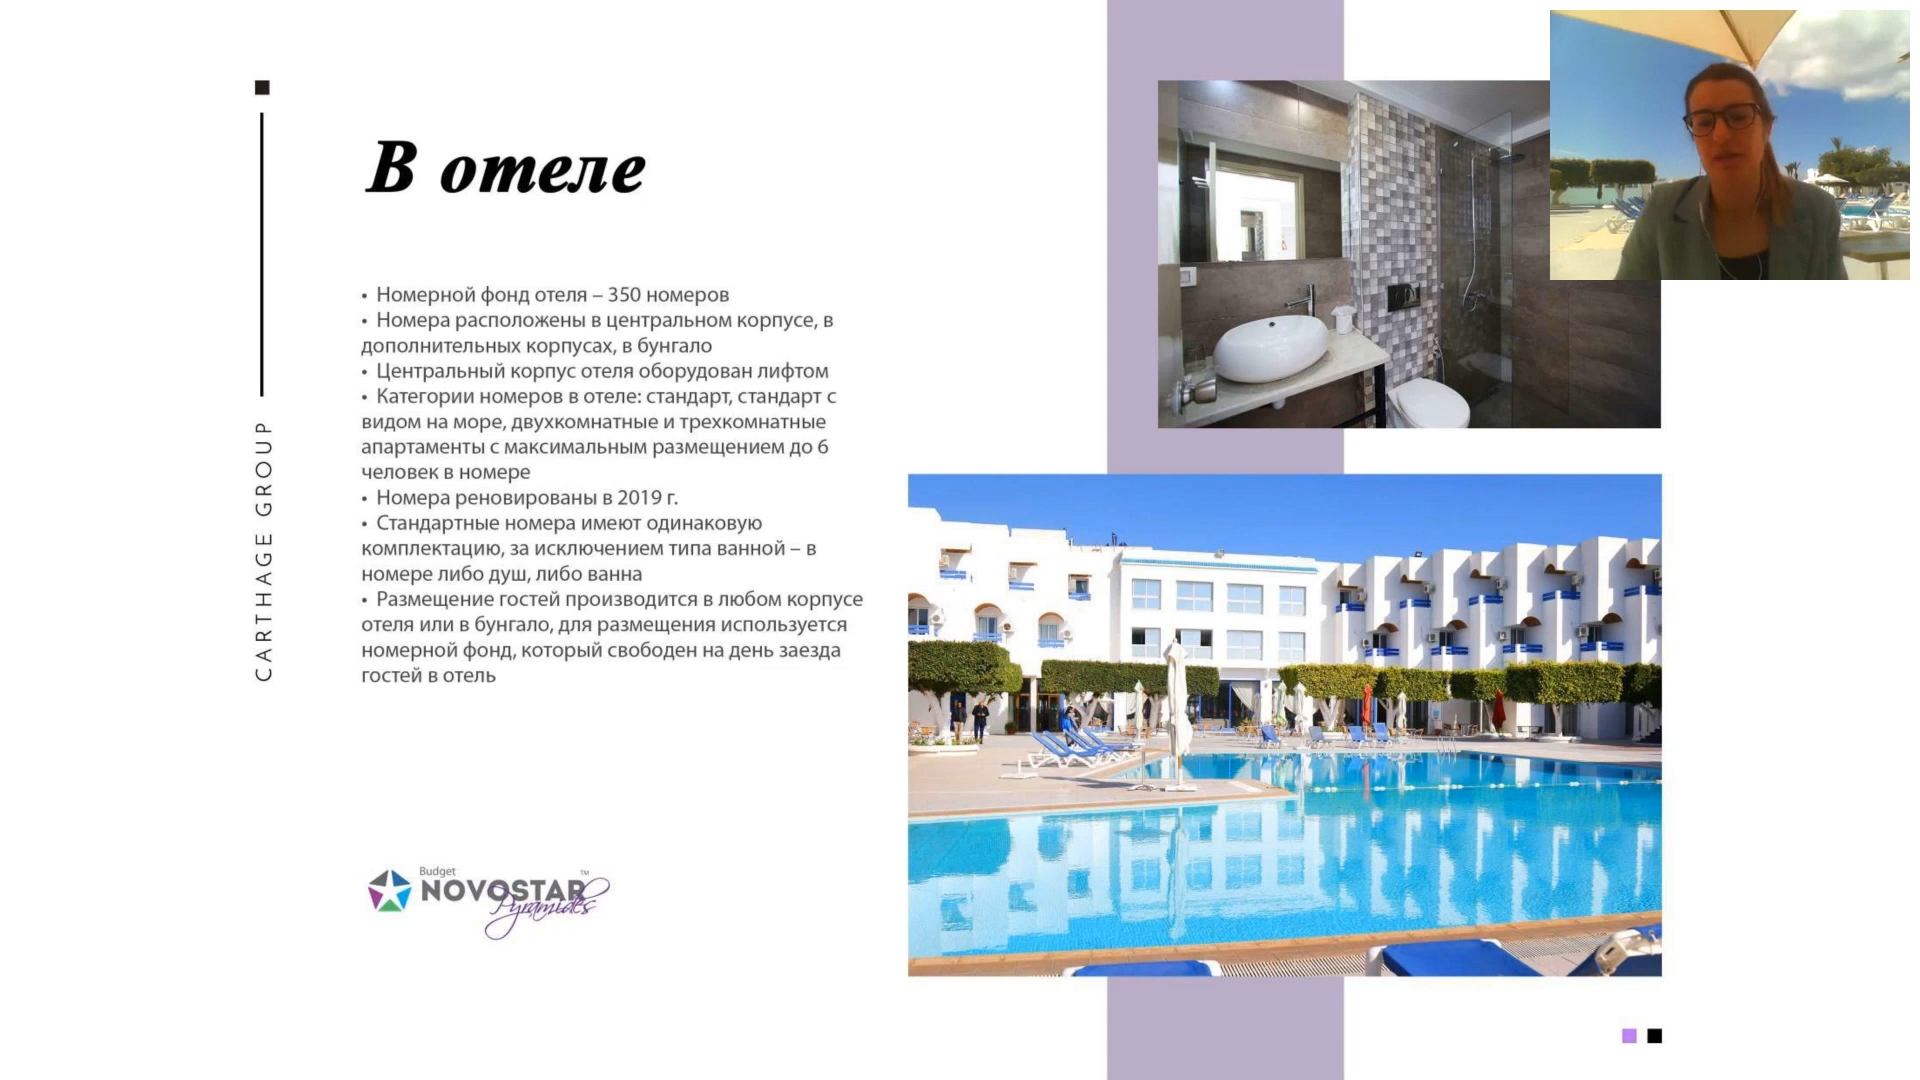 В отеле
• Номерной фонд отеля – 350 номеров
• Номера расположены в центральном корпусе, в
дополнительных корпусах, в бунгало
• Центральный корпус отеля оборудован лифтом
• Категории номеров в отеле: стандарт, стандарт с
видом на море, двухкомнатные и трехкомнатные
апартаменты с максимальным размещением до 6
человек в номере
• Номера реновированы в 2019 г.
• Стандартные номера имеют одинаковую
комплектацию, за исключением типа ванной – в
номере либо душ, либо ванна
• Размещение гостей производится в любом корпусе
отеля или в бунгало, для размещения используется
номерной фонд, который свободен на день заезда
гостей в отель
CARTHAGE GROUP
Budget
NOVOSTAR™
Pyramides